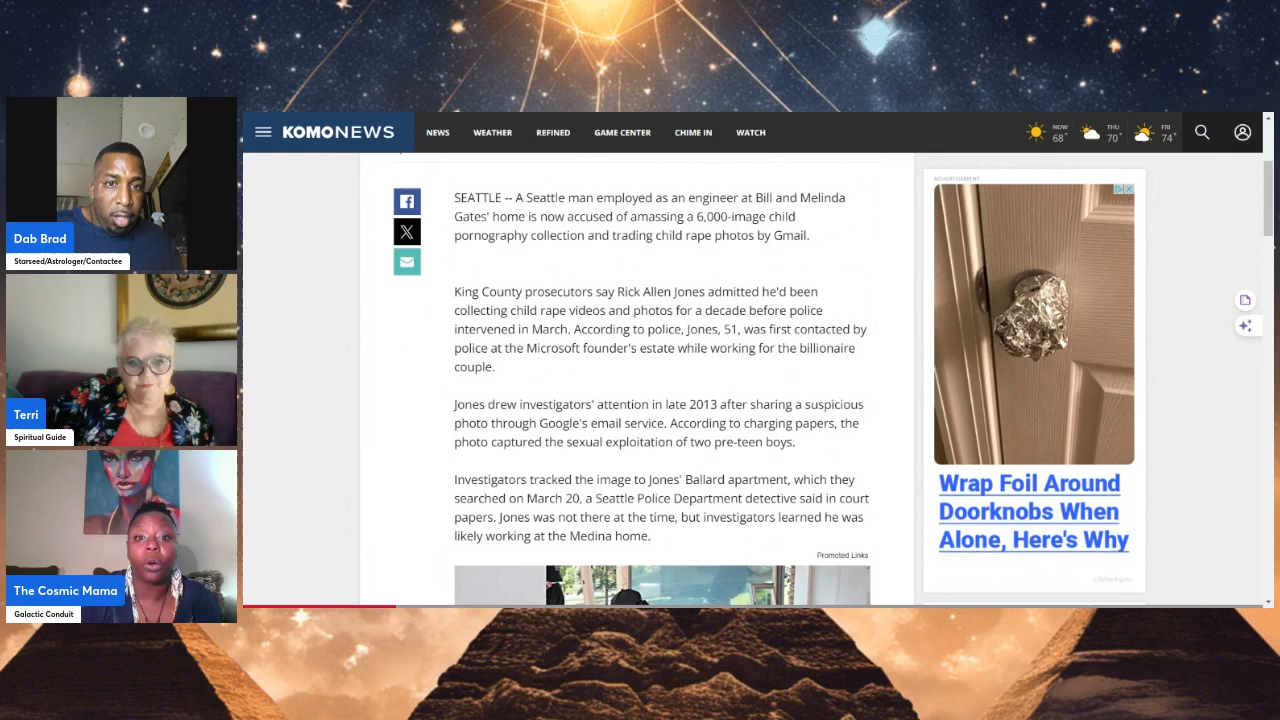 Dab Brad
Starseed/Astrologer/Contactee
Terri
Spiritual Guide
The Cosmic Mama
Galactic Conduit
KOMONEWS
NEWS WEATHER REFINED GAME CENTER CHIME IN WATCH
NOW
68°
THU
70°
FRI
74°
SEATTLE -- A Seattle man employed as an engineer at Bill and Melinda
Gates' home is now accused of amassing a 6,000-image child
pornography collection and trading child rape photos by Gmail.
King County prosecutors say Rick Allen Jones admitted he'd been
collecting child rape videos and photos for a decade before police
intervened in March. According to police, Jones, 51, was first contacted by
police at the Microsoft founder's estate while working for the billionaire
couple.
Jones drew investigators' attention in late 2013 after sharing a suspicious
photo through Google's email service. According to charging papers, the
photo captured the sexual exploitation of two pre-teen boys.
Investigators tracked the image to Jones' Ballard apartment, which they
searched on March 20, a Seattle Police Department detective said in court
papers. Jones was not there at the time, but investigators learned he was
likely working at the Medina home.
Promoted Links
ADVERTISEMENT
Wrap Foil Around
Doorknobs When
Alone, Here's Why